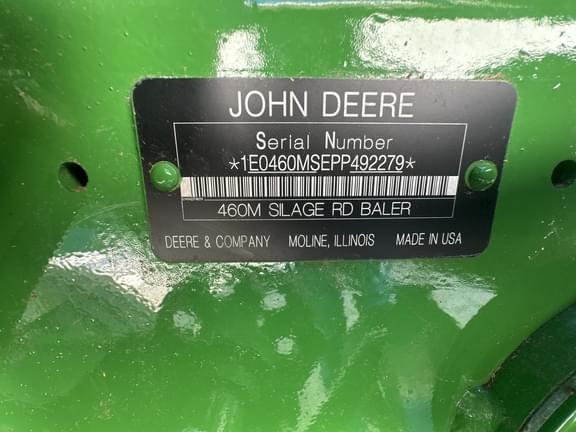 JOHN DEERE
Serial Number
*1E0460MSEPP492279*
460M SILAGE RD BALER
DEERE & COMPANY MOLINE, ILLINOIS MADE IN USA